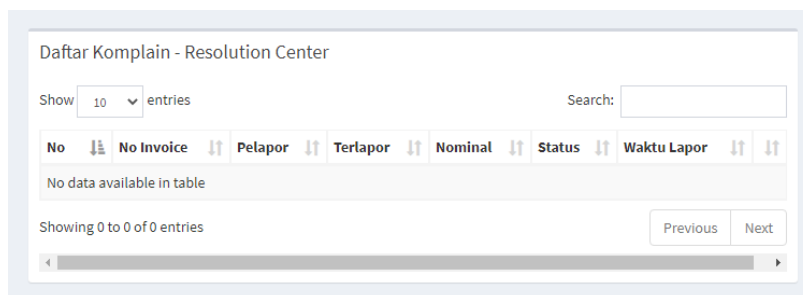 Daftar Komplain - Resolution Center
Show 10 entries Search:
No No Invoice Pelapor Terlapor Nominal Status Waktu Lapor
No data available in table
Showing 0 to 0 of 0 entries Previous Next